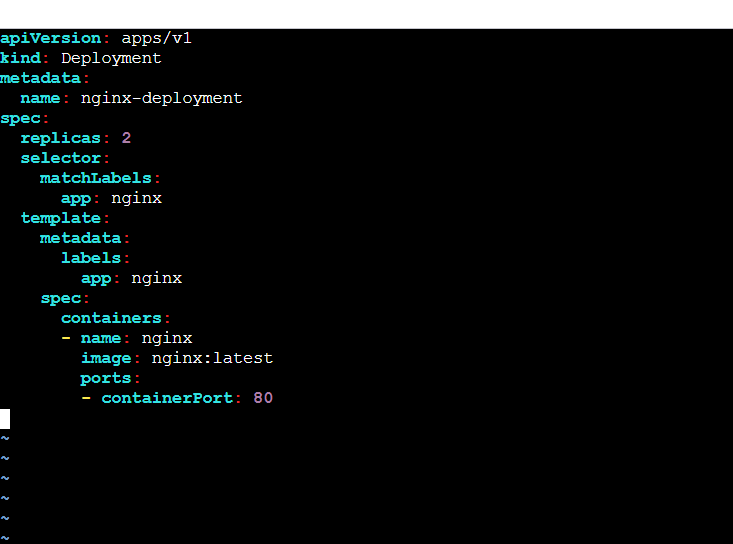 apiVersion: apps/v1
kind: Deployment
metadata:
  name: nginx-deployment
spec:
  replicas: 2
  selector:
    matchLabels:
      app: nginx
  template:
    metadata:
      labels:
        app: nginx
    spec:
      containers:
      - name: nginx
        image: nginx:latest
        ports:
        - containerPort: 80

~
~
~
~
~
~